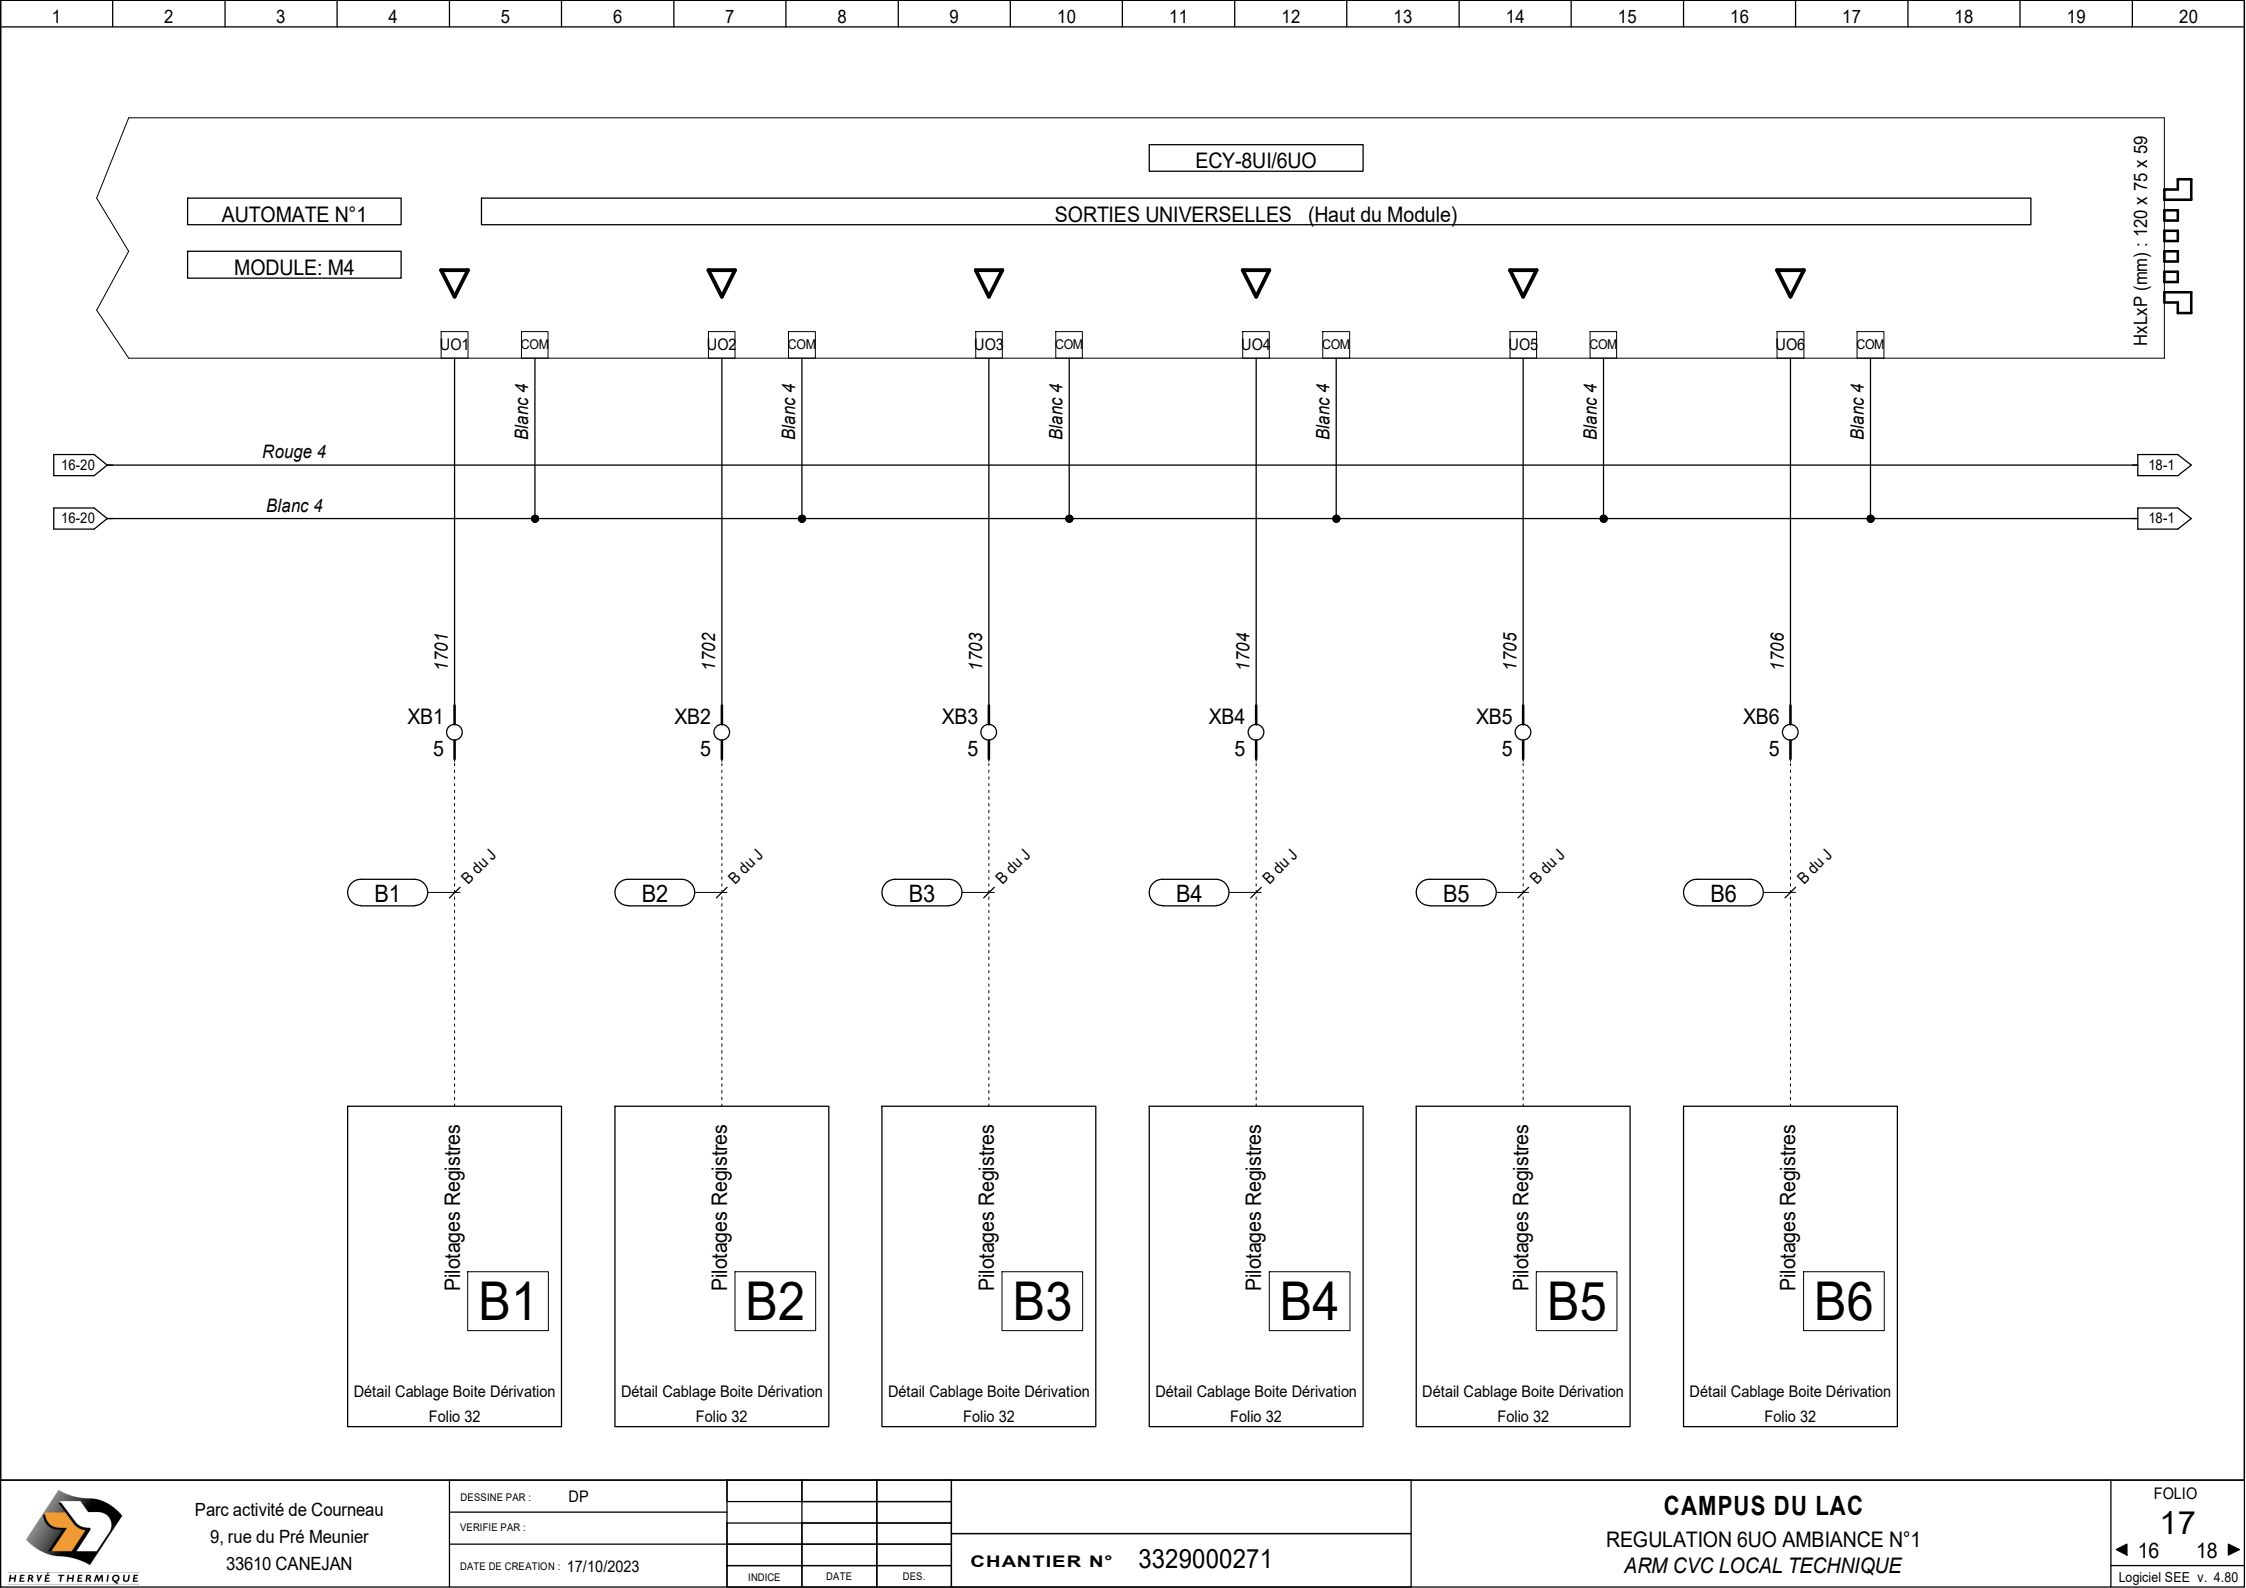 1 2 3 4 5 6 7 8 9 10 11 12 13 14 15 16 17 18 19 20
ECY-8UI/6UO
AUTOMATE N°1
SORTIES UNIVERSELLES (Haut du Module)
MODULE: M4
HxLxP (mm) : 120 x 75 x 59
UO1 COM UO2 COM UO3 COM UO4 COM UO5 COM UO6 COM
Blanc 4 Blanc 4 Blanc 4 Blanc 4 Blanc 4 Blanc 4
Rouge 4
16-20 18-1
Blanc 4
16-20 18-1
1701 1702 1703 1704 1705 1706
XB1 XB2 XB3 XB4 XB5 XB6
5 5 5 5 5 5
B du J B du J B du J B du J B du J B du J
B1 B2 B3 B4 B5 B6
Pilotages Registres Pilotages Registres Pilotages Registres Pilotages Registres Pilotages Registres Pilotages Registres
B1 B2 B3 B4 B5 B6
Détail Cablage Boite Dérivation Détail Cablage Boite Dérivation Détail Cablage Boite Dérivation Détail Cablage Boite Dérivation Détail Cablage Boite Dérivation Détail Cablage Boite Dérivation
Folio 32 Folio 32 Folio 32 Folio 32 Folio 32 Folio 32
HERVÉ THERMIQUE
Parc activité de Courneau
9, rue du Pré Meunier
33610 CANEJAN
DESSINE PAR : DP
VERIFIE PAR :
DATE DE CREATION : 17/10/2023
INDICE DATE DES.
CHANTIER N° 3329000271
CAMPUS DU LAC
REGULATION 6UO AMBIANCE N°1
ARM CVC LOCAL TECHNIQUE
FOLIO
17
16 18
Logiciel SEE v. 4.80